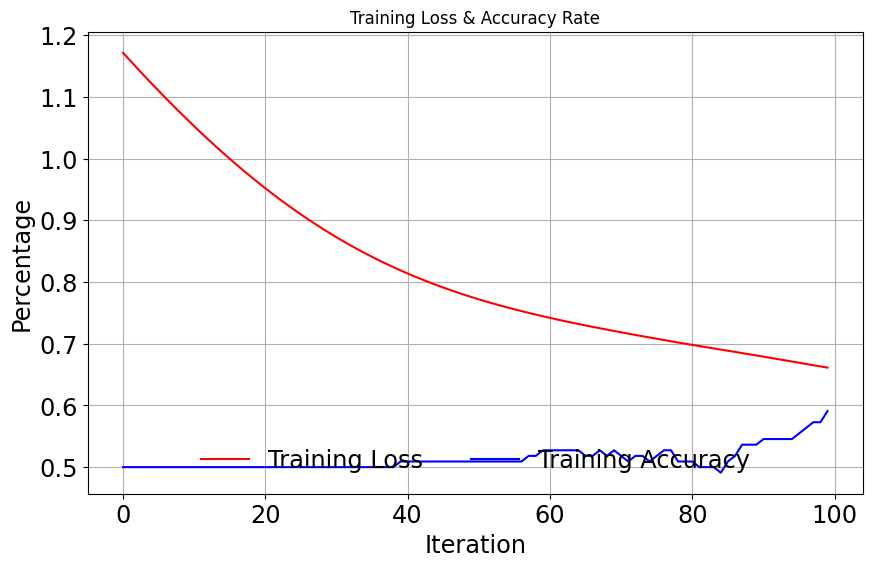 Training Loss & Accuracy Rate
1.2
1.1
1.0
0.9
0.8
0.7
0.6
0.5
Percentage
Training Loss
Training Accuracy
0 20 40 60 80 100
Iteration